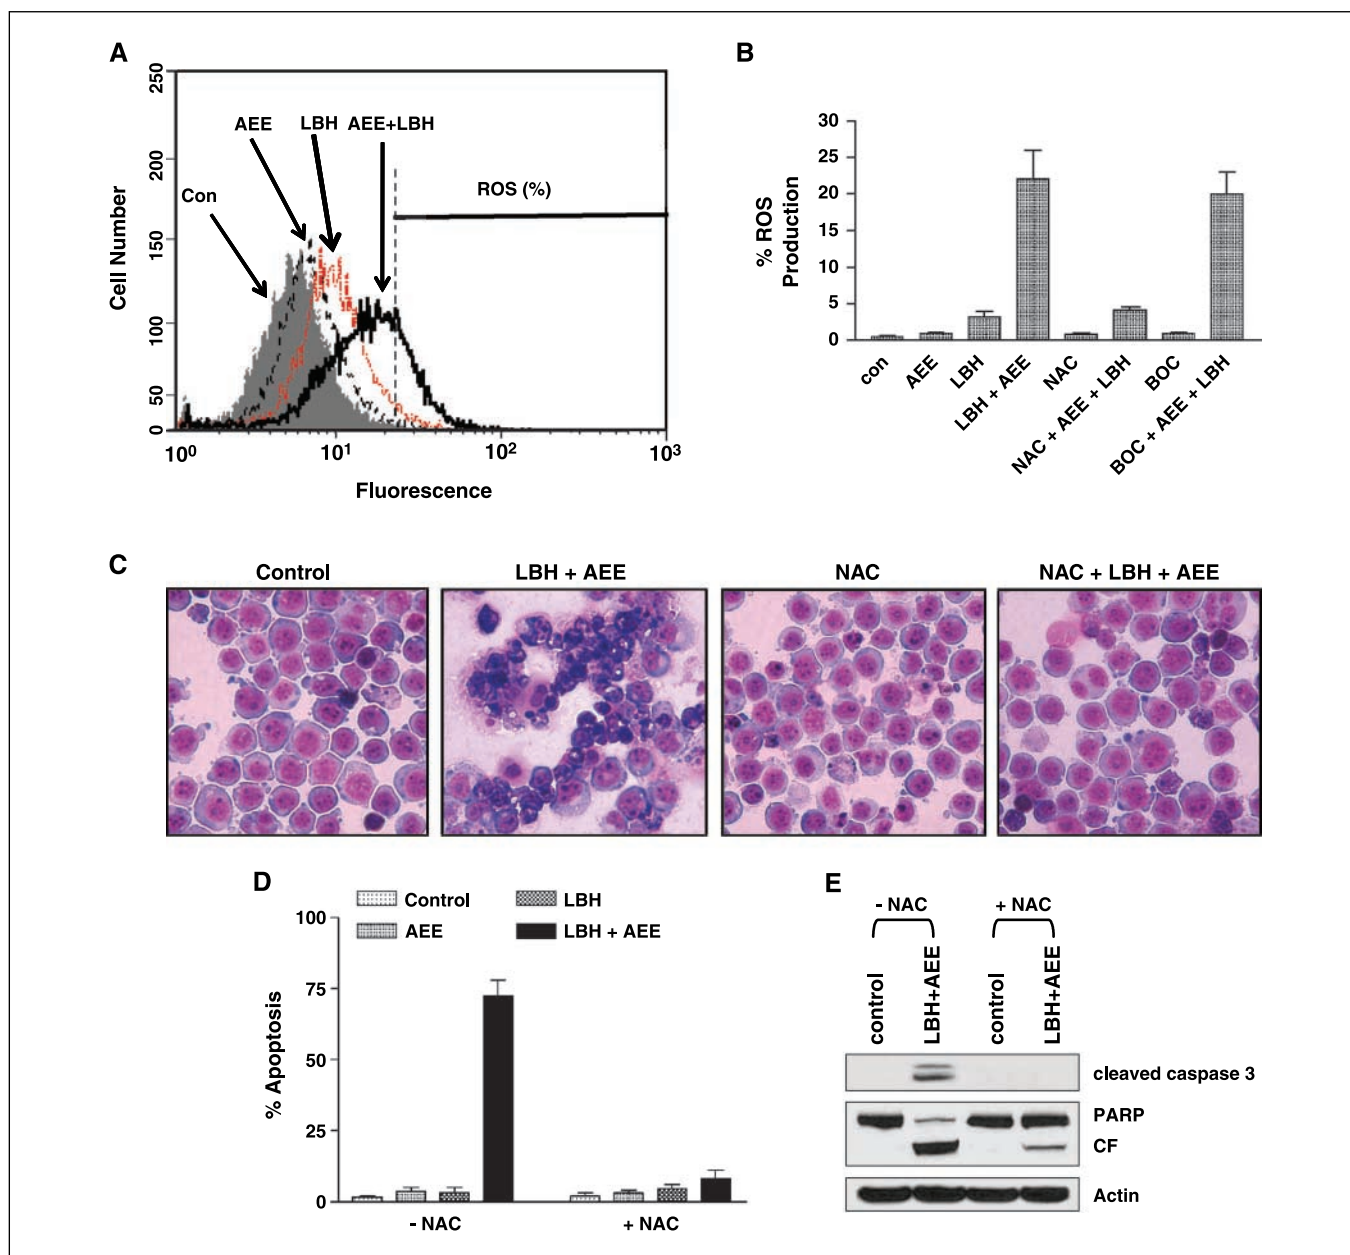 A
250
200
150
100
50
0
Cell Number
AEE LBH AEE+LBH
Con
ROS (%)
10⁰ 10¹ 10² 10³
Fluorescence
B
30
25
20
15
10
5
0
% ROS
Production
con
AEE
LBH
LBH + AEE
NAC
NAC + AEE + LBH
BOC
BOC + AEE + LBH
C
Control LBH + AEE NAC NAC + LBH + AEE
D
Control LBH
AEE LBH + AEE
100
75
50
25
0
% Apoptosis
- NAC + NAC
E
- NAC + NAC
control
LBH+AEE
control
LBH+AEE
cleaved caspase 3
PARP
CF
Actin